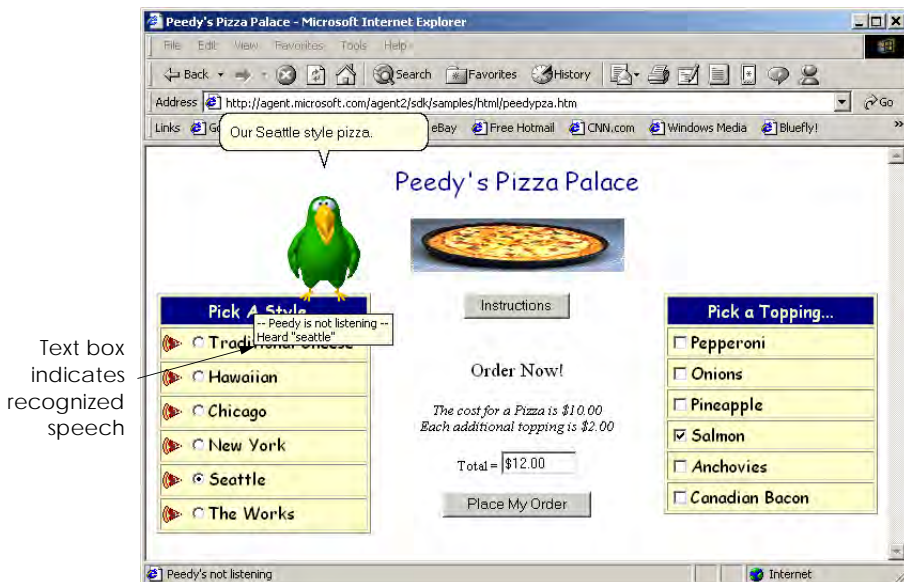 Peedy's Pizza Palace - Microsoft Internet Explorer
File Edit View Favorites Tools Help
Back Search Favorites History
Address http://agent.microsoft.com/agent2/sdk/samples/html/peedypza.htm Go
Links eBay Free Hotmail CNN.com Windows Media Bluefly! »
Our Seattle style pizza.
Peedy's Pizza Palace
Pick A Style
-- Peedy is not listening --
Heard "seattle"
Traditional Cheese
Hawaiian
Chicago
New York
Seattle
The Works
Instructions
Order Now!
The cost for a Pizza is $10.00
Each additional topping is $2.00
Total = $12.00
Place My Order
Pick a Topping...
Pepperoni
Onions
Pineapple
Salmon
Anchovies
Canadian Bacon
Text box
indicates
recognized
speech
Peedy's not listening
Internet